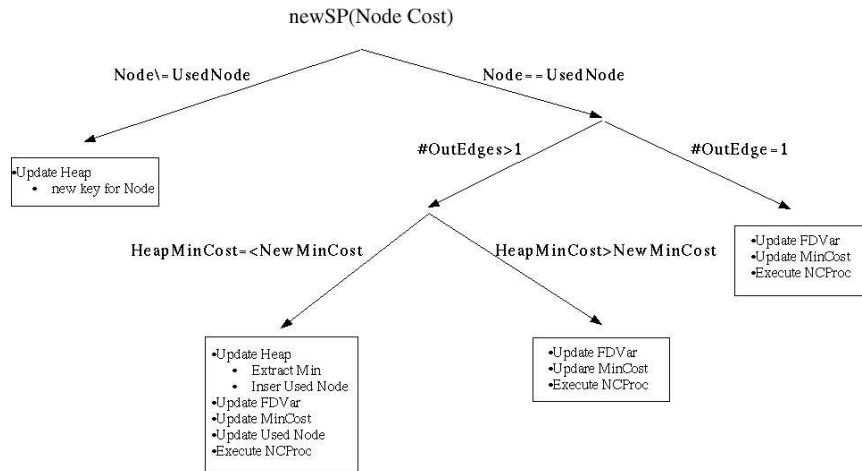 newSP(Node Cost)
Node\=UsedNode
Node==UsedNode
#OutEdges>1
#OutEdge=1
•Update Heap
• new key for Node
HeapMinCost=<NewMinCost
HeapMinCost>NewMinCost
•Update FDVar
•Update MinCost
•Execute NCProc
•Update Heap
• Extract Min
• Inser Used Node
•Update FDVar
•Update MinCost
•Update Used Node
•Execute NCProc
•Update FDVar
•Updare MinCost
•Execute NCProc